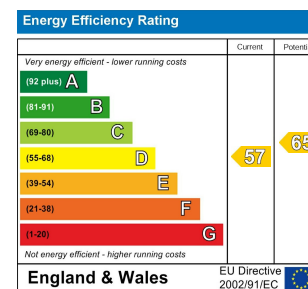 Energy Efficiency Rating
Current Potenti
Very energy efficient - lower running costs
(92 plus) A
(81-91) B
(69-80) C
(55-68) D
(39-54) E
(21-38) F
(1-20) G
57
65
Not energy efficient - higher running costs
England & Wales
EU Directive
2002/91/EC